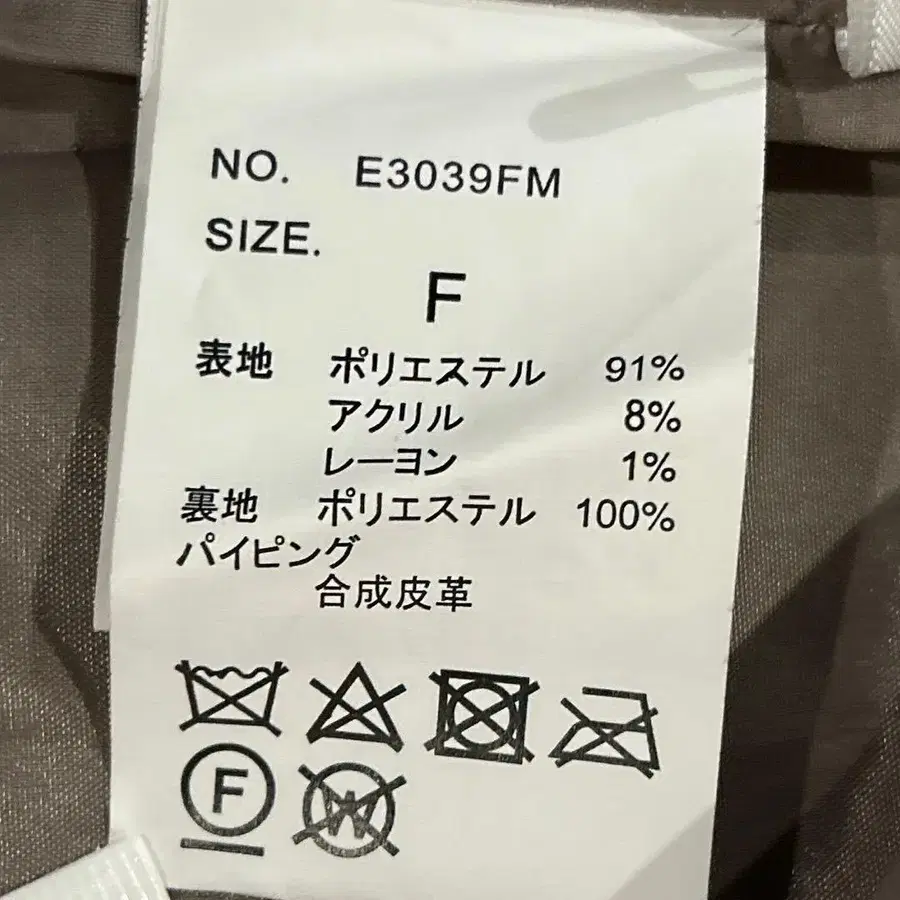 NO. E3039FM
SIZE.
F
表地 ポリエステル 91%
アクリル 8%
レーヨン 1%
裏地 ポリエステル 100%
パイピング
合成皮革
F
W